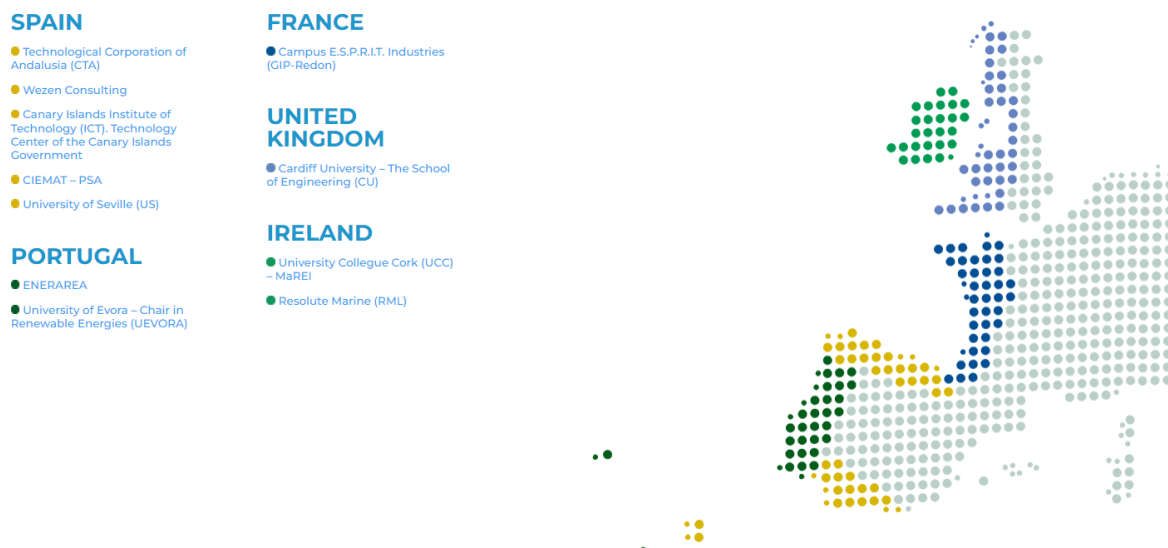 SPAIN
Technological Corporation of
Andalusia (CTA)
Wezen Consulting
Canary Islands Institute of
Technology (ICT). Technology
Center of the Canary Islands
Government
CIEMAT – PSA
University of Seville (US)
PORTUGAL
ENERAREA
University of Evora – Chair in
Renewable Energies (UEVORA)
FRANCE
Campus E.S.P.R.I.T. Industries
(GIP-Redon)
UNITED
KINGDOM
Cardiff University – The School
of Engineering (CU)
IRELAND
University Collegue Cork (UCC)
– MaREI
Resolute Marine (RML)